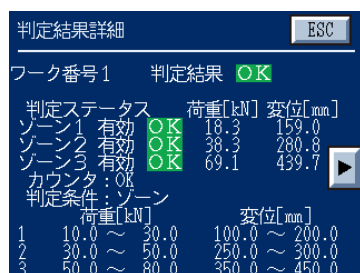 判定結果詳細 ESC
ワーク番号1 判定結果 OK
判定ステータス 荷重[kN] 変位[mm]
ゾーン1 有効 OK 18.3 159.0
ゾーン2 有効 OK 38.3 280.8
ゾーン3 有効 OK 69.1 439.7
カウンタ:OK
判定条件:ゾーン
荷重[kN] 変位[mm]
1 10.0 ~ 30.0 100.0 ~ 200.0
2 30.0 ~ 50.0 250.0 ~ 300.0
3 50.0 ~ 80.0 350.0 ~ 450.0